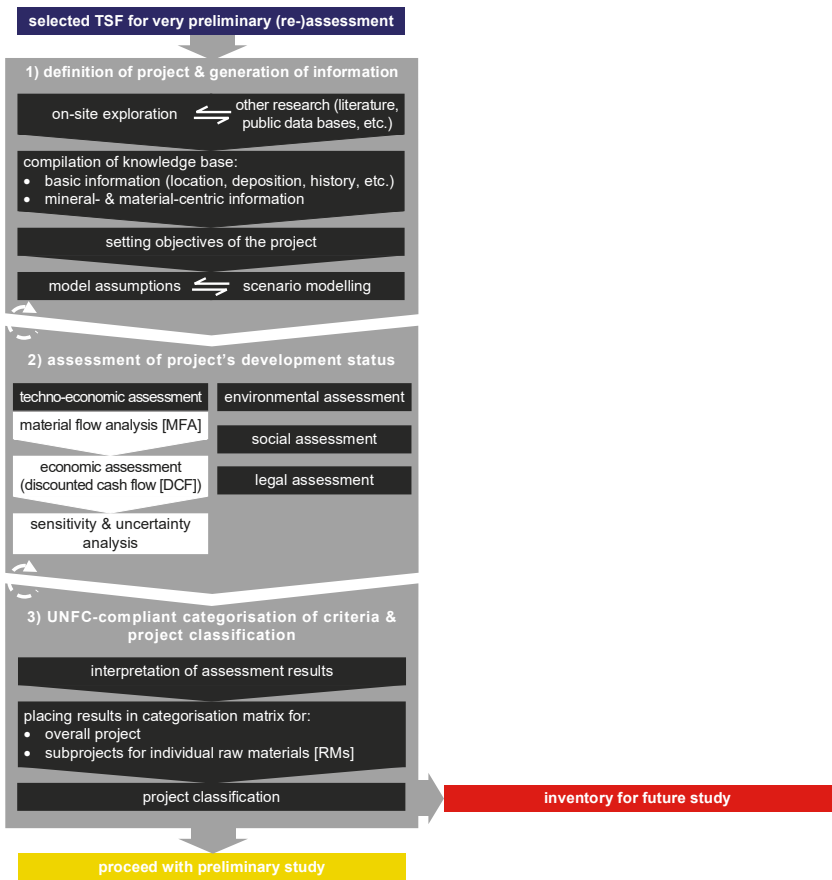 selected TSF for very preliminary (re-)assessment
1) definition of project & generation of information
on-site exploration
other research (literature,
public data bases, etc.)
compilation of knowledge base:
• basic information (location, deposition, history, etc.)
• mineral- & material-centric information
setting objectives of the project
model assumptions
scenario modelling
2) assessment of project's development status
techno-economic assessment
material flow analysis [MFA]
economic assessment
(discounted cash flow [DCF])
sensitivity & uncertainty
analysis
environmental assessment
social assessment
legal assessment
3) UNFC-compliant categorisation of criteria &
project classification
interpretation of assessment results
placing results in categorisation matrix for:
• overall project
• subprojects for individual raw materials [RMs]
project classification
inventory for future study
proceed with preliminary study